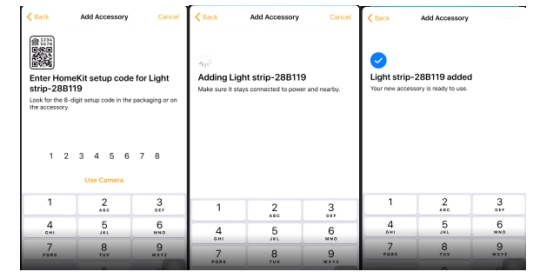 Back
Add Accessory
Cancel
Enter HomeKit setup code for Light
strip-28B119
Look for the 8-digit setup code in the packaging or on
the accessory.
1 2 3 4 5 6 7 8
Use Camera
1
2
ABC
3
DEF
4
GHI
5
JKL
6
MNO
7
PQRS
8
TUV
9
WXYZ
0
Back
Add Accessory
Cancel
Adding Light strip-28B119
Make sure it stays connected to power and nearby.
1
2
ABC
3
DEF
4
GHI
5
JKL
6
MNO
7
PQRS
8
TUV
9
WXYZ
Back
Add Accessory
Light strip-28B119 added
Your new accessory is ready to use.
1
2
ABC
3
DEF
4
GHI
5
JKL
6
MNO
7
PQRS
8
TUV
9
WXYZ